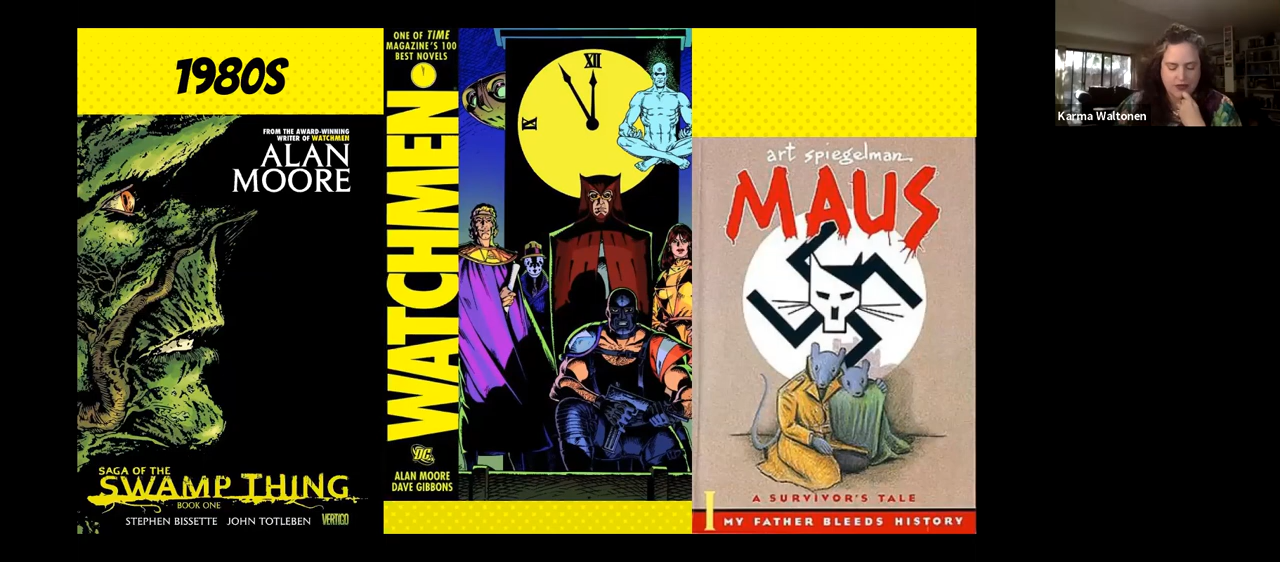 1980S
FROM THE AWARD-WINNING
WRITER OF WATCHMEN
ALAN
MOORE
SAGA OF THE
SWAMP THING
BOOK ONE
STEPHEN BISSETTE JOHN TOTLEBEN VERTIGO
ONE OF TIME
MAGAZINE'S 100
BEST NOVELS
WATCHMEN
DC
ALAN MOORE
DAVE GIBBONS
XII
IX
art spiegelman
MAUS
I
A SURVIVOR'S TALE
MY FATHER BLEEDS HISTORY
Karma Waltonen